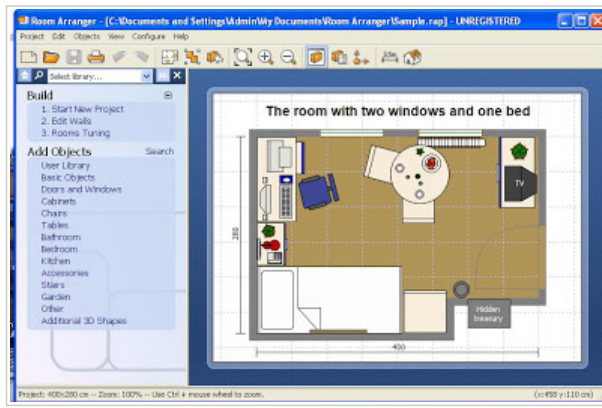 Room Arranger - [C:\Documents and Settings\Admin\My Documents\Room Arranger\Sample.rap] - UNREGISTERED
Project Edit Objects View Configure Help
Select library...
Build
1. Start New Project
2. Edit Walls
3. Rooms Tuning
Add Objects Search
User Library
Basic Objects
Doors and Windows
Cabinets
Chairs
Tables
Bathroom
Bedroom
Kitchen
Accessories
Stairs
Garden
Other
Additional 3D Shapes
The room with two windows and one bed
TV
280
Hidden
treasury
400
Project: 400x280 cm -- Zoom: 100% -- Use Ctrl + mouse wheel to zoom. (x:458 y:110 cm)